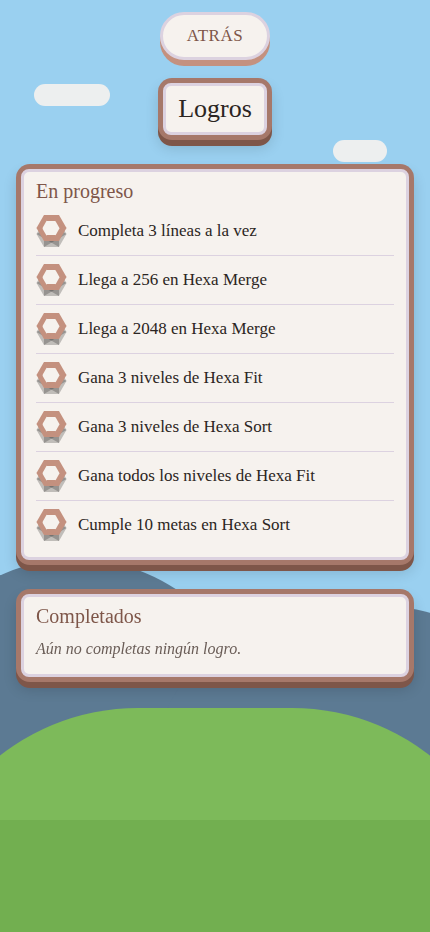 ATRÁS
Logros
En progreso
Completa 3 líneas a la vez
Llega a 256 en Hexa Merge
Llega a 2048 en Hexa Merge
Gana 3 niveles de Hexa Fit
Gana 3 niveles de Hexa Sort
Gana todos los niveles de Hexa Fit
Cumple 10 metas en Hexa Sort
Completados
Aún no completas ningún logro.